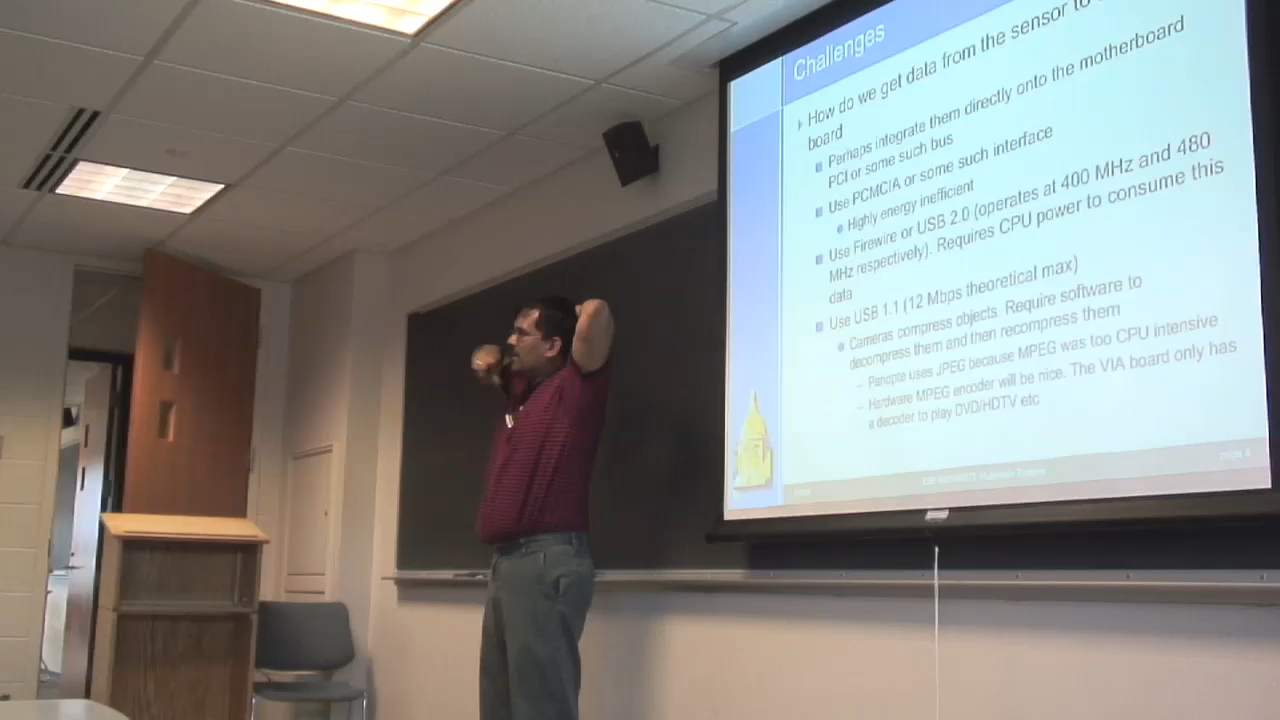 Challenges
How do we get data from the sensor to
board
Perhaps integrate them directly onto the motherboard
PCI or some such bus
Use PCMCIA or some such interface
Highly energy inefficient
Use Firewire or USB 2.0 (operates at 400 MHz and 480
MHz respectively). Requires CPU power to consume this
data
Use USB 1.1 (12 Mbps theoretical max)
Cameras compress objects. Require software to
decompress them and then recompress them
– Panopte uses JPEG because MPEG was too CPU intensive
– Hardware MPEG encoder will be nice. The VIA board only has
a decoder to play DVD/HDTV etc
page